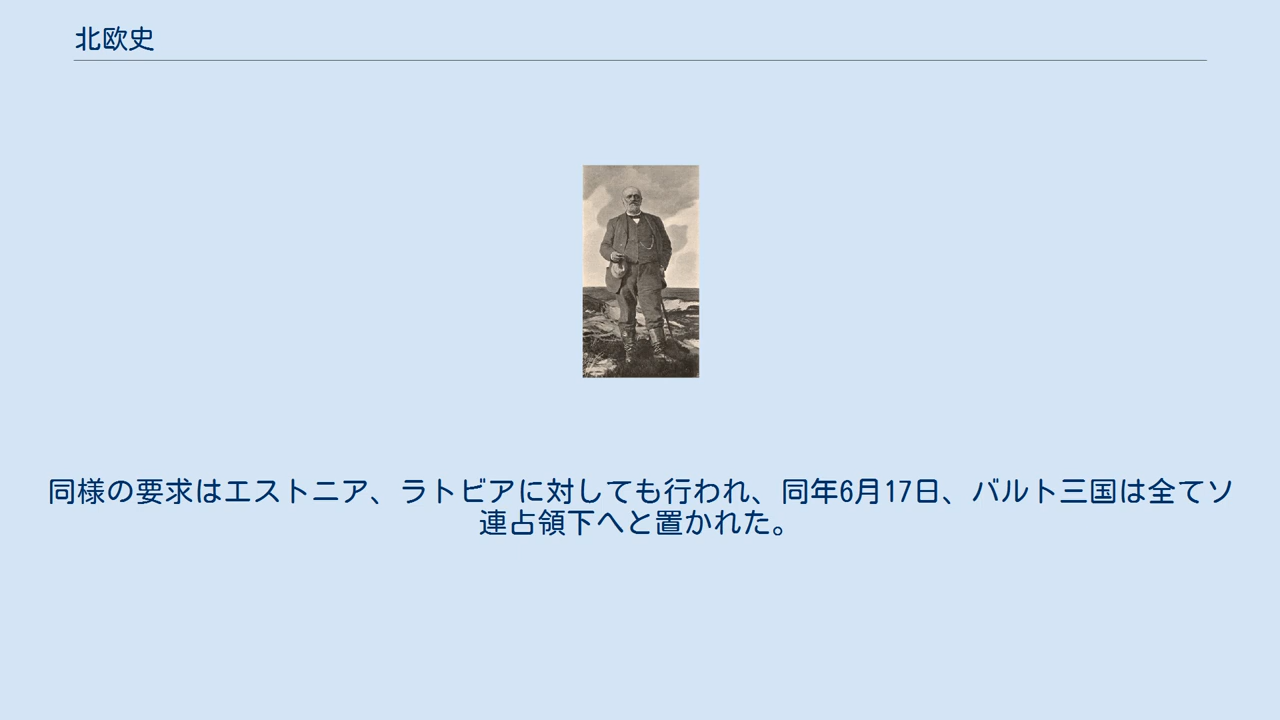 北欧史
同様の要求はエストニア、ラトビアに対しても行われ、同年6月17日、バルト三国は全てソ
連占領下へと置かれた。